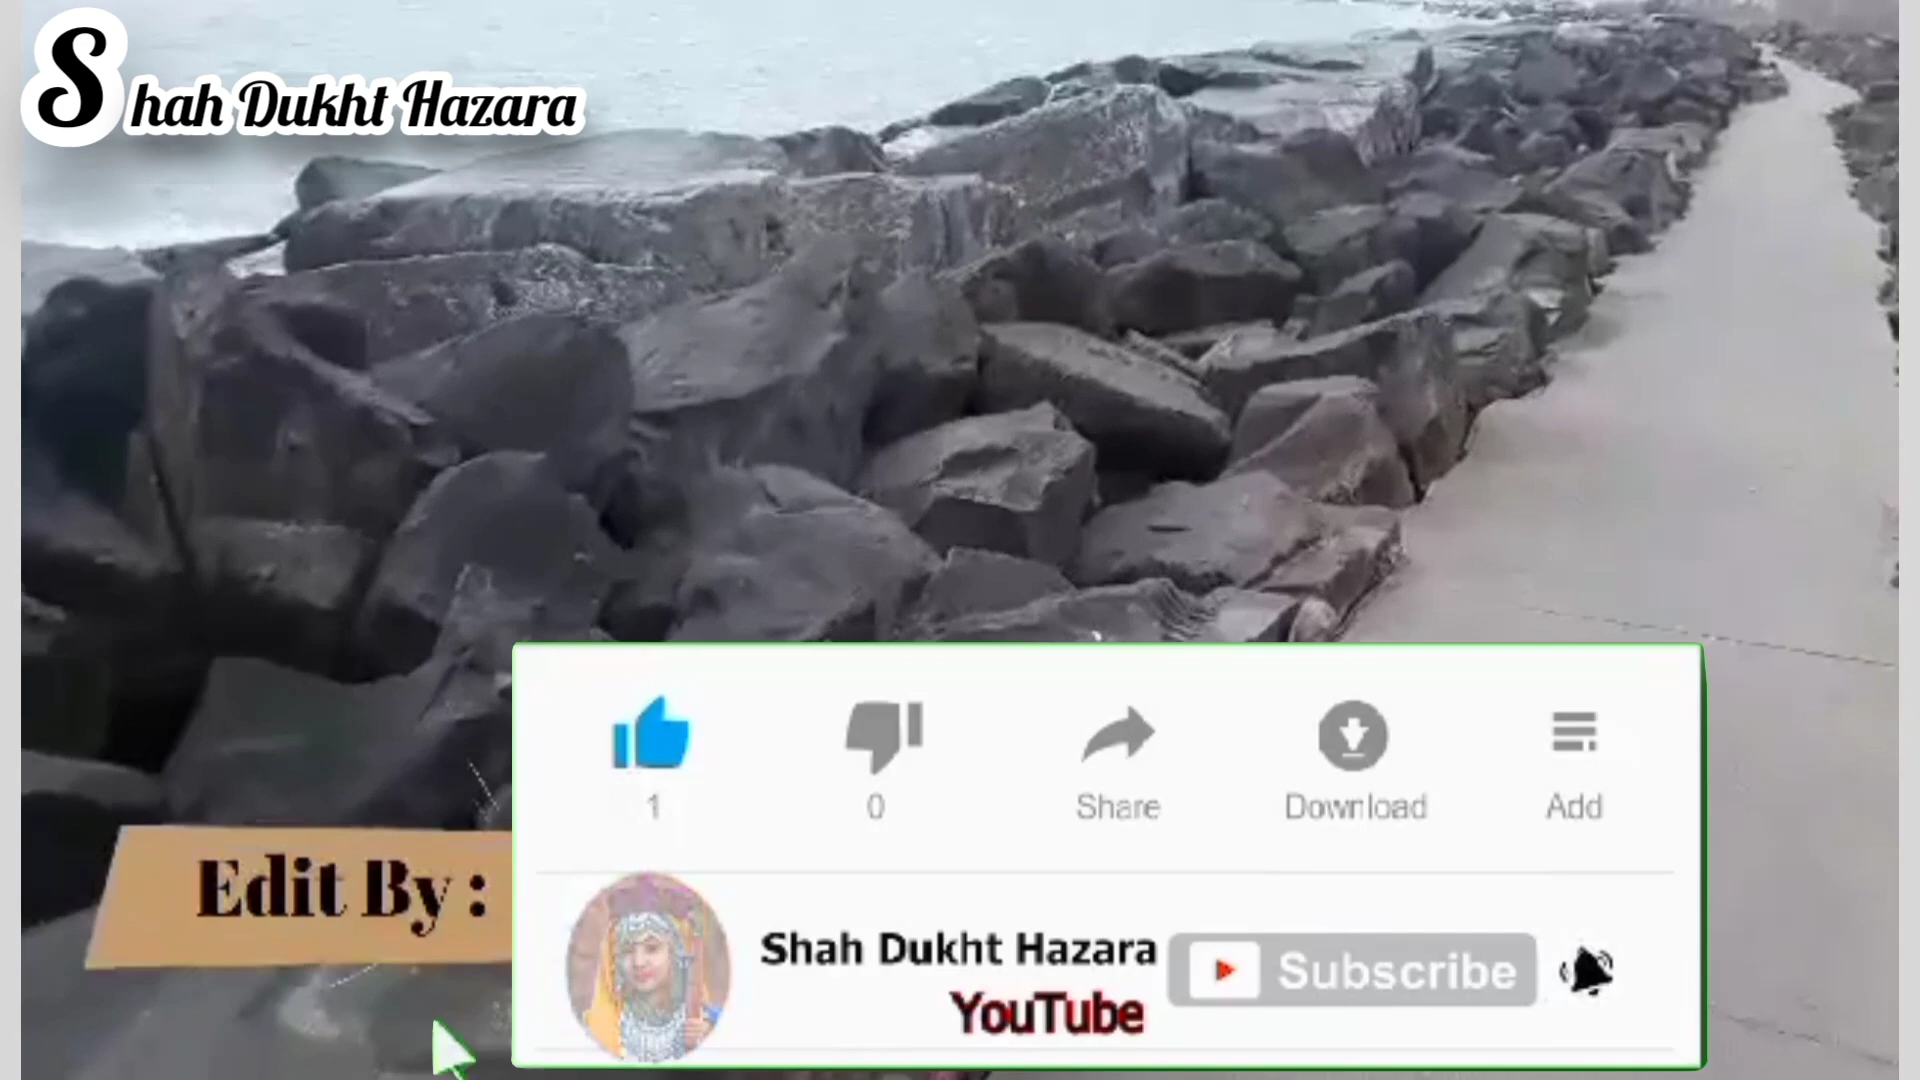 Shah Dukht Hazara
1
0
Share
Download
Add
Edit By :
Shah Dukht Hazara
Subscribe
YouTube